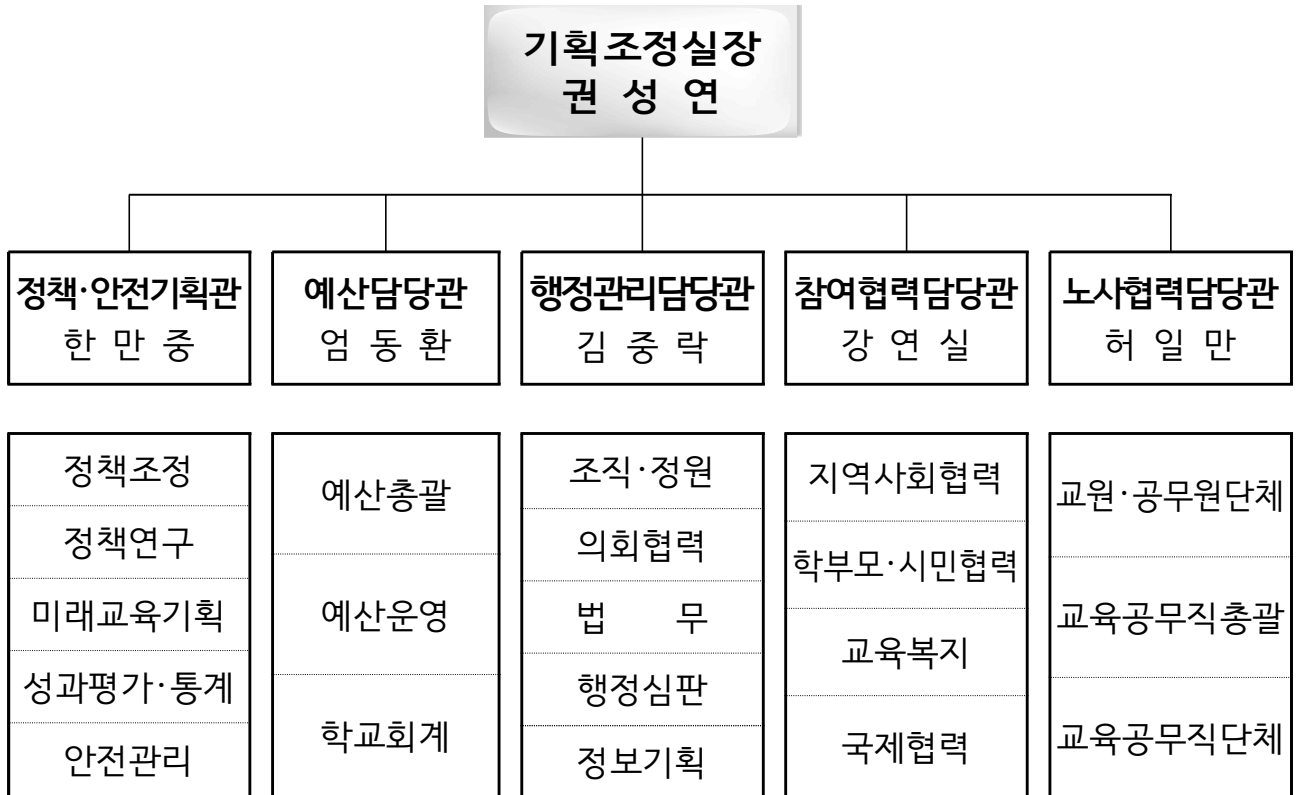 기획조정실장
권 성 연
정책·안전기획관
한 만 중
예산담당관
엄 동 환
행정관리담당관
김 중 락
참여협력담당관
강 연 실
노사협력담당관
허 일 만
정책조정
정책연구
미래교육기획
성과평가·통계
안전관리
예산총괄
예산운영
학교회계
조직·정원
의회협력
법 무
행정심판
정보기획
지역사회협력
학부모·시민협력
교육복지
국제협력
교원·공무원단체
교육공무직총괄
교육공무직단체